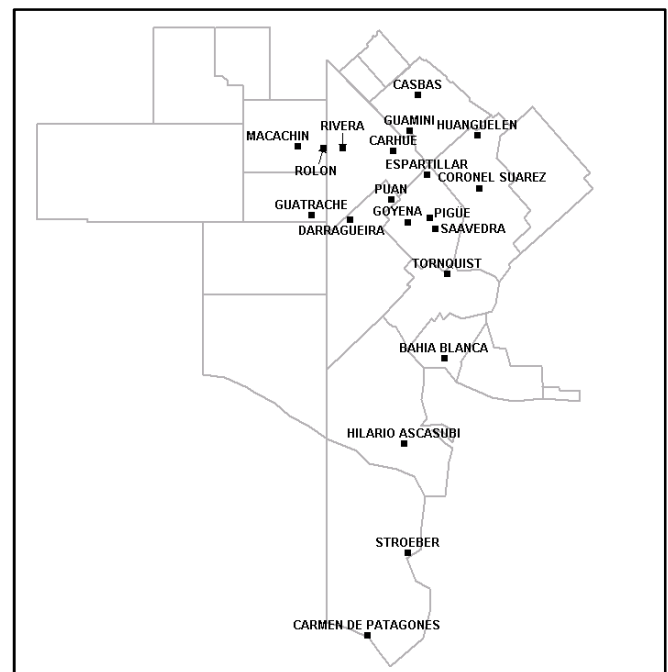 CASBAS
GUAMINI
HUANGUELEN
RIVERA
MACACHIN
CARHUE
ROLON
ESPARTILLAR
CORONEL SUAREZ
PUAN
GUATRACHE
GOYENA
PIGÜE
DARRAGUEIRA
SAAVEDRA
TORNQUIST
BAHIA BLANCA
HILARIO ASCASUBI
STROEBER
CARMEN DE PATAGONES